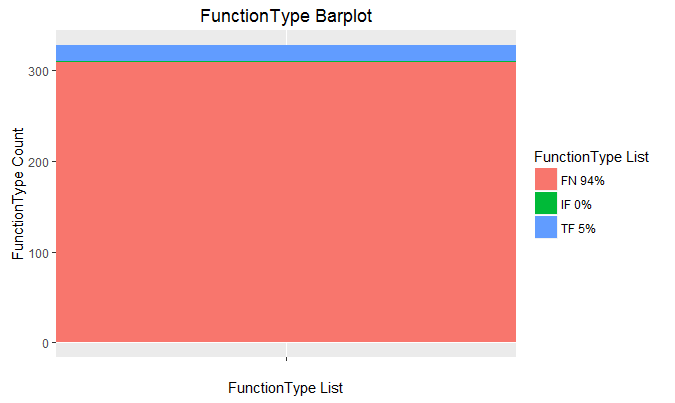 FunctionType Barplot
FunctionType Count
300
200
100
0
FunctionType List
FunctionType List
FN 94%
IF 0%
TF 5%